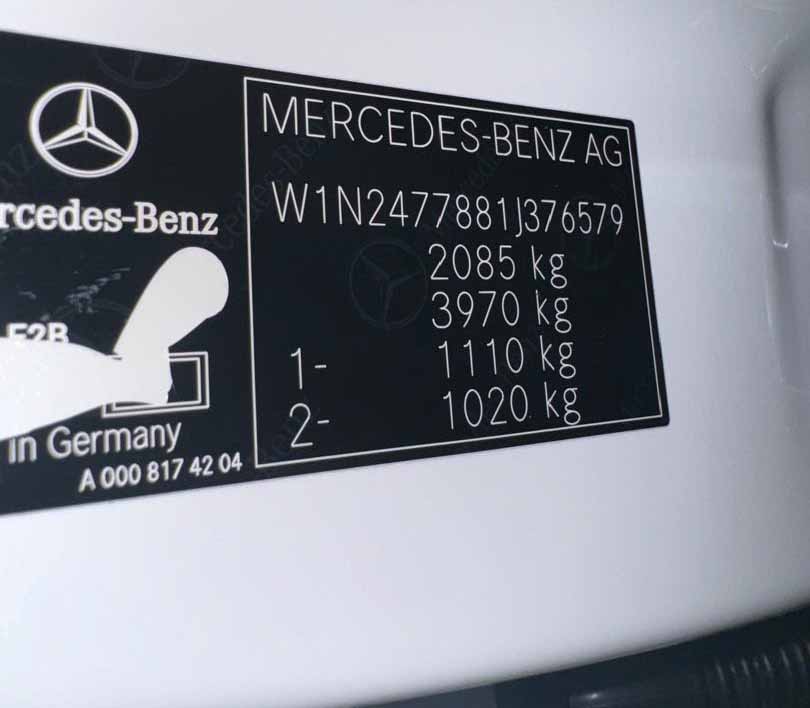 MERCEDES-BENZ AG
W1N2477881J376579
2085 kg
3970 kg
1- 1110 kg
2- 1020 kg
rcedes-Benz
F2B
in Germany
A 000 817 42 04